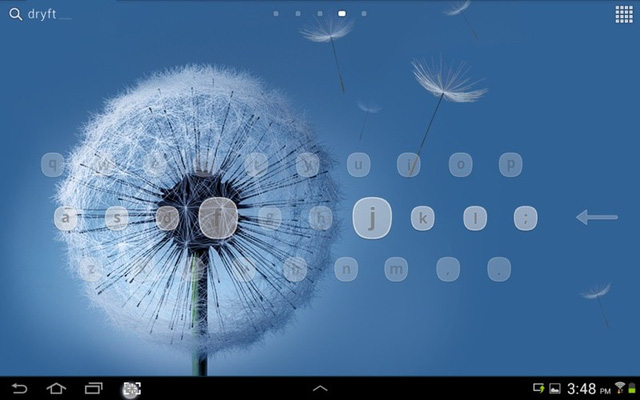 dryft
q w t y u i o p
a s d f g h j k l ;
z b n m , .
3:48 PM